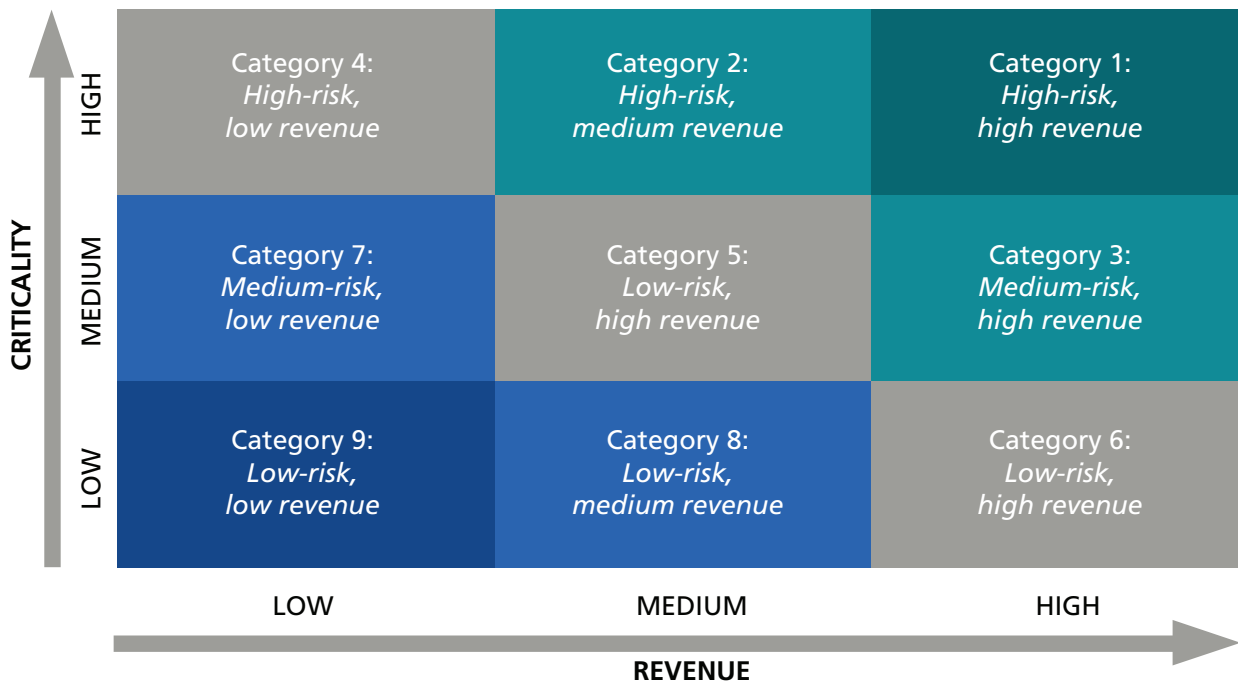 CRITICALITY
HIGH
Category 4:
High-risk,
low revenue
Category 2:
High-risk,
medium revenue
Category 1:
High-risk,
high revenue
MEDIUM
Category 7:
Medium-risk,
low revenue
Category 5:
Low-risk,
high revenue
Category 3:
Medium-risk,
high revenue
LOW
Category 9:
Low-risk,
low revenue
Category 8:
Low-risk,
medium revenue
Category 6:
Low-risk,
high revenue
LOW
MEDIUM
HIGH
REVENUE